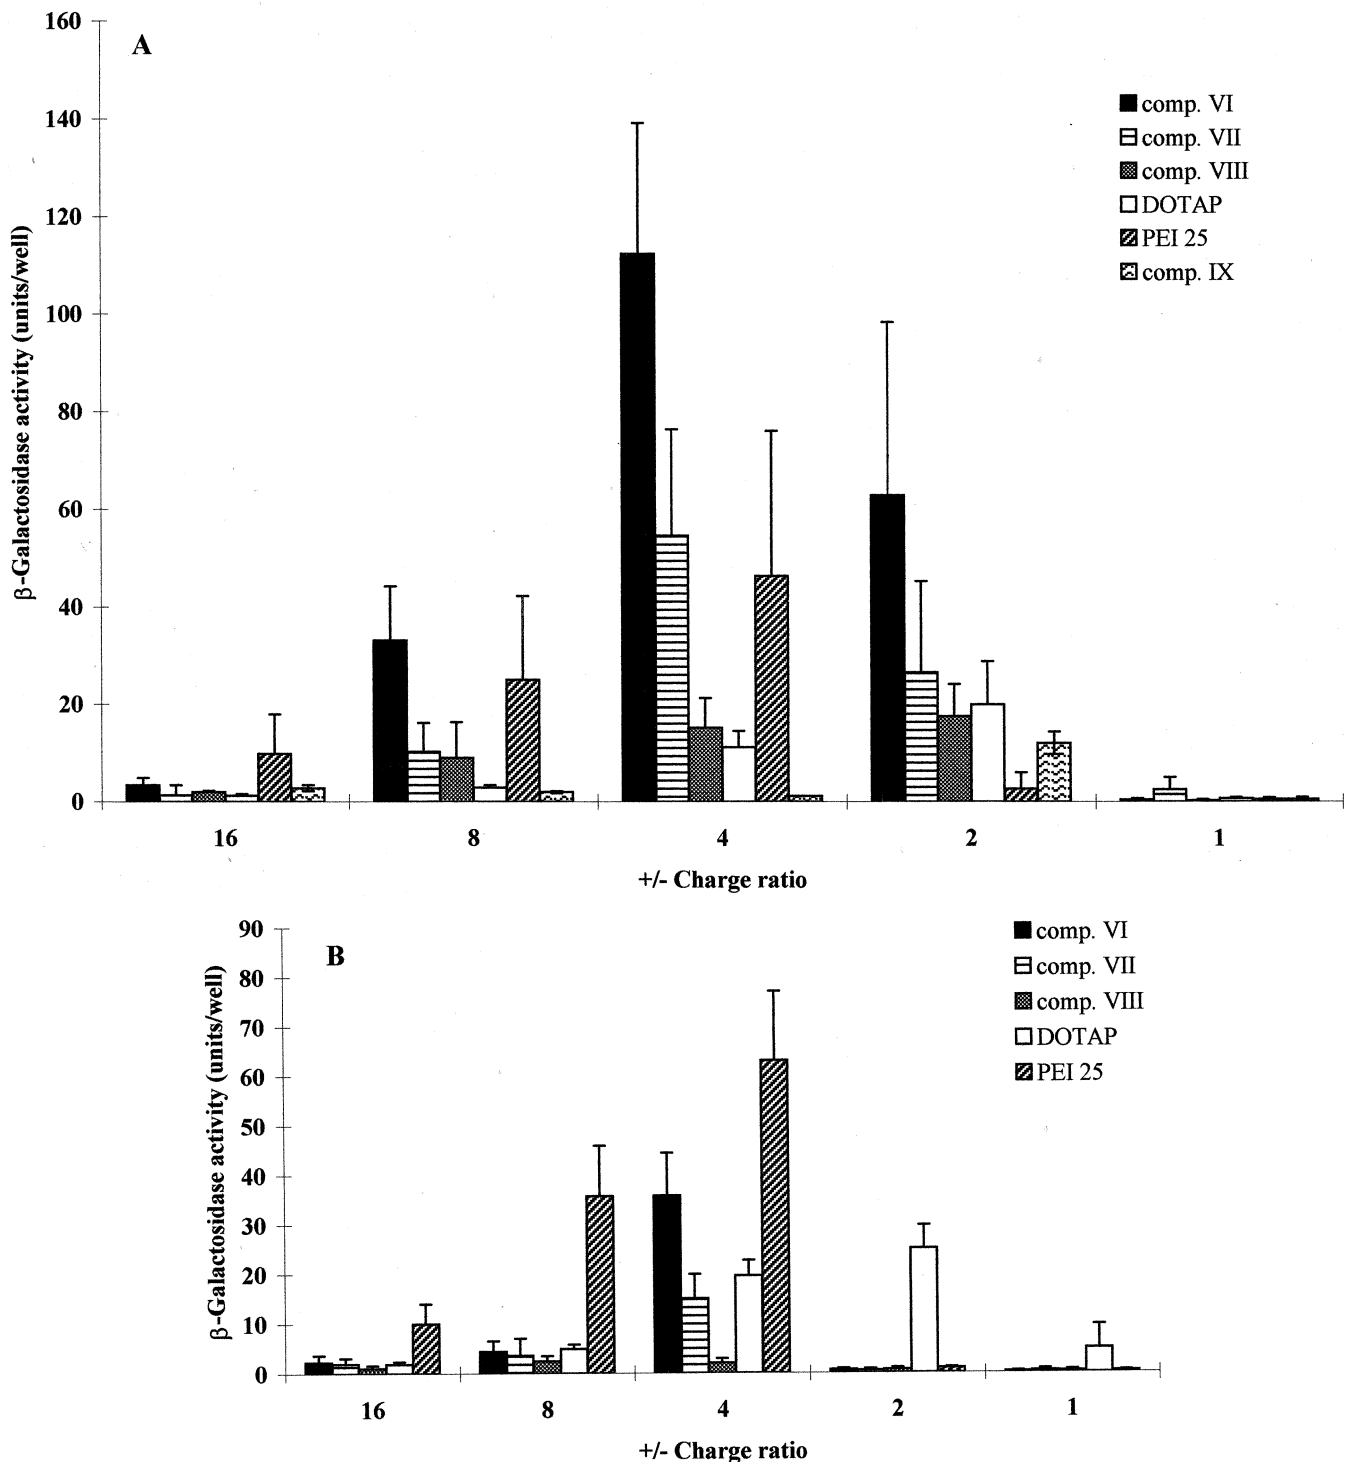 A
160
140
120
100
80
60
40
20
0
β-Galactosidase activity (units/well)
comp. VI
comp. VII
comp. VIII
DOTAP
PEI 25
comp. IX
16 8 4 2 1
+/- Charge ratio
B
90
80
70
60
50
40
30
20
10
0
β-Galactosidase activity (units/well)
comp. VI
comp. VII
comp. VIII
DOTAP
PEI 25
16 8 4 2 1
+/- Charge ratio